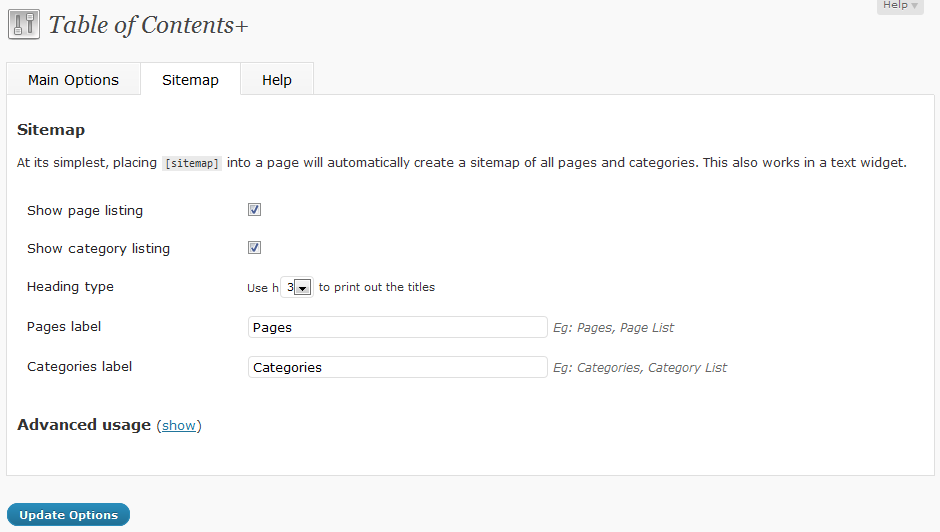 Help
Table of Contents+
Main Options Sitemap Help
Sitemap
At its simplest, placing [sitemap] into a page will automatically create a sitemap of all pages and categories. This also works in a text widget.
Show page listing
Show category listing
Heading type Use h 3 to print out the titles
Pages label Pages Eg: Pages, Page List
Categories label Categories Eg: Categories, Category List
Advanced usage (show)
Update Options